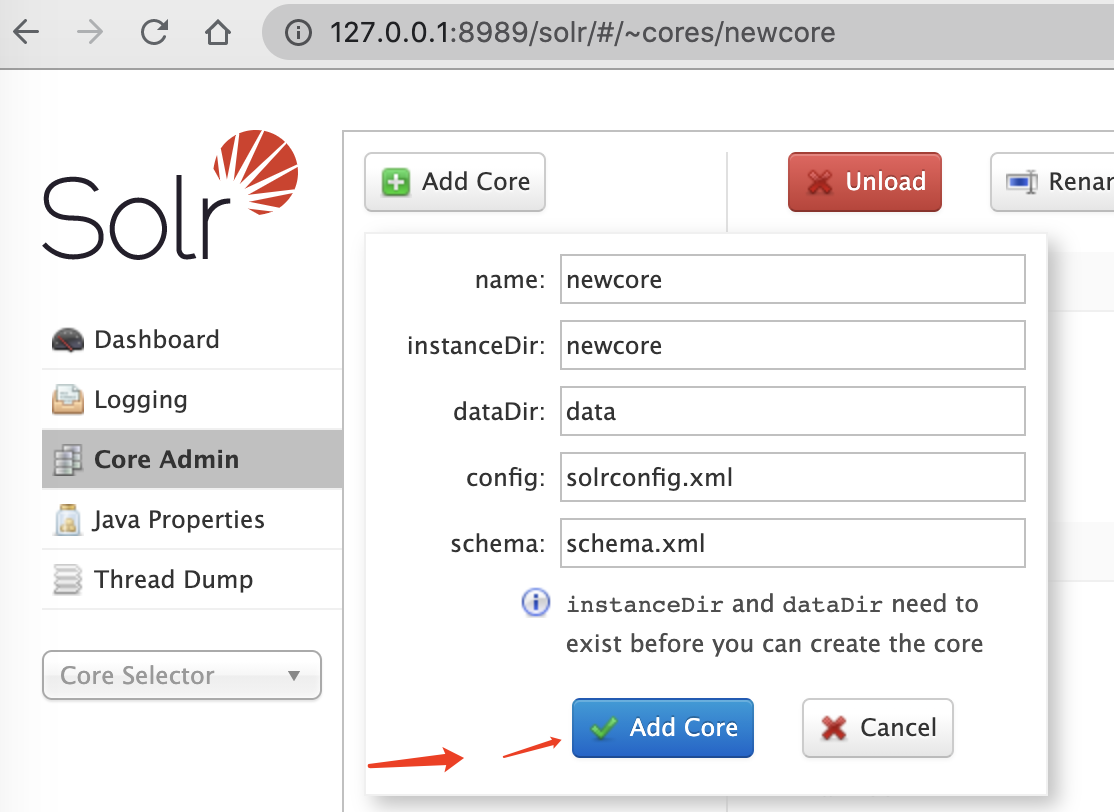 127.0.0.1:8989/solr/#/~cores/newcore
Solr
Add Core
Unload
Renar
name: newcore
instanceDir: newcore
dataDir: data
config: solrconfig.xml
schema: schema.xml
instanceDir and dataDir need to
exist before you can create the core
Add Core
Cancel
Dashboard
Logging
Core Admin
Java Properties
Thread Dump
Core Selector